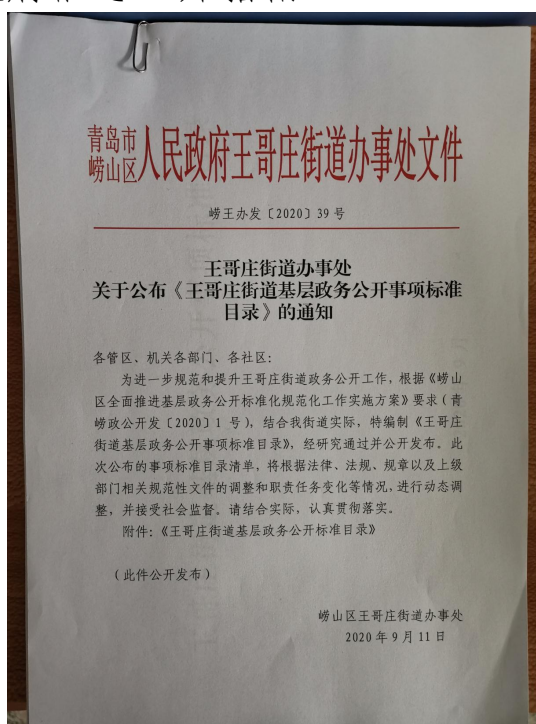 青岛市
崂山区人民政府王哥庄街道办事处文件
崂王办发〔2020〕39号
王哥庄街道办事处
关于公布《王哥庄街道基层政务公开事项标准
目录》的通知
各管区、机关各部门、各社区：
为进一步规范和提升王哥庄街道政务公开工作，根据《崂山
区全面推进基层政务公开标准化规范化工作实施方案》要求（青
崂政公开发〔2020〕1 号），结合我街道实际，特编制《王哥庄
街道基层政务公开事项标准目录》，经研究通过并公开发布。此
次公布的事项标准目录清单，将根据法律、法规、规章以及上级
部门相关规范性文件的调整和职责任务变化等情况，进行动态调
整，并接受社会监督。请结合实际，认真贯彻落实。
附件：《王哥庄街道基层政务公开标准目录》
（此件公开发布）
崂山区王哥庄街道办事处
2020年9月11日